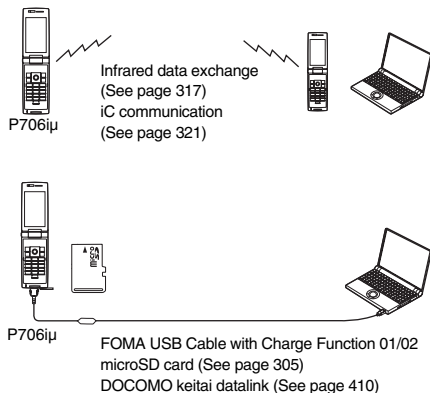 Infrared data exchange
(See page 317)
iC communication
(See page 321)
P706iμ
P706iμ
FOMA USB Cable with Charge Function 01/02
microSD card (See page 305)
DOCOMO keitai datalink (See page 410)